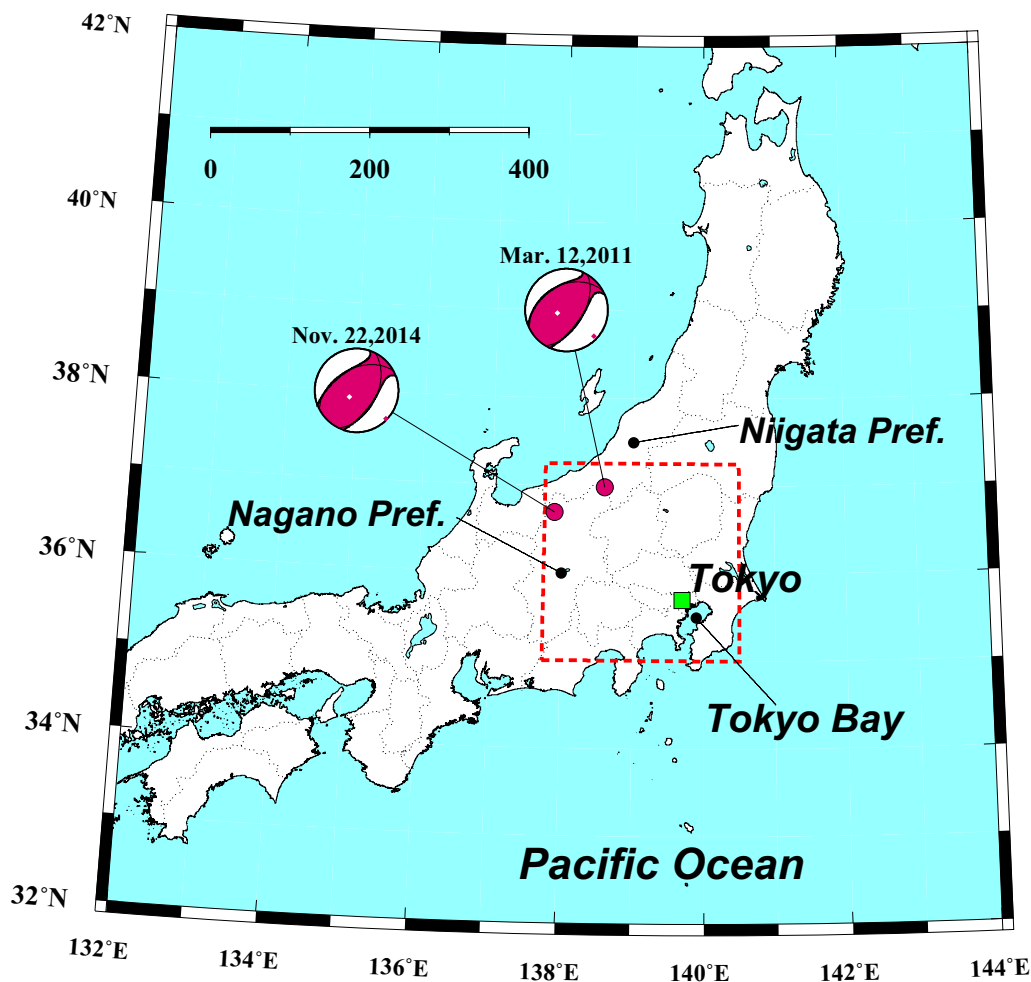 42°N
0 200 400
40°N
Mar. 12,2011
Nov. 22,2014
38°N
Niigata Pref.
Nagano Pref.
36°N
Tokyo
Tokyo Bay
34°N
Pacific Ocean
32°N
132°E 134°E 136°E 138°E 140°E 142°E 144°E